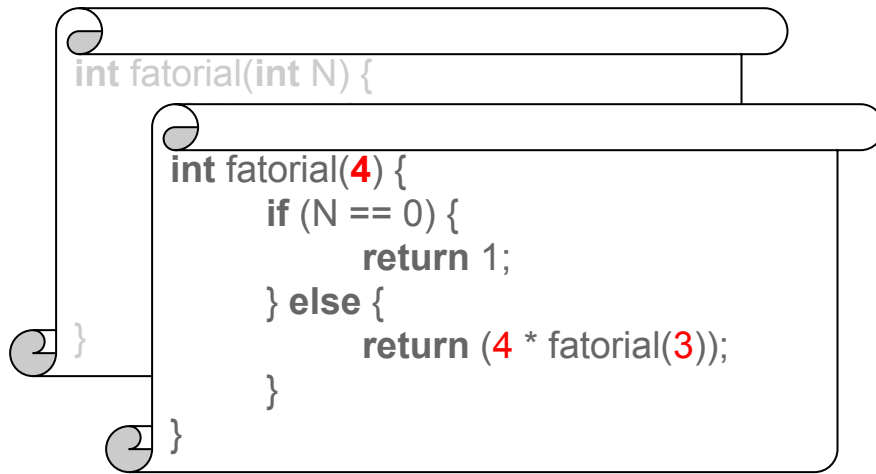 int fatorial(int N) {
int fatorial(4) {
if (N == 0) {
return 1;
} else {
return (4 * fatorial(3));
}
}
}